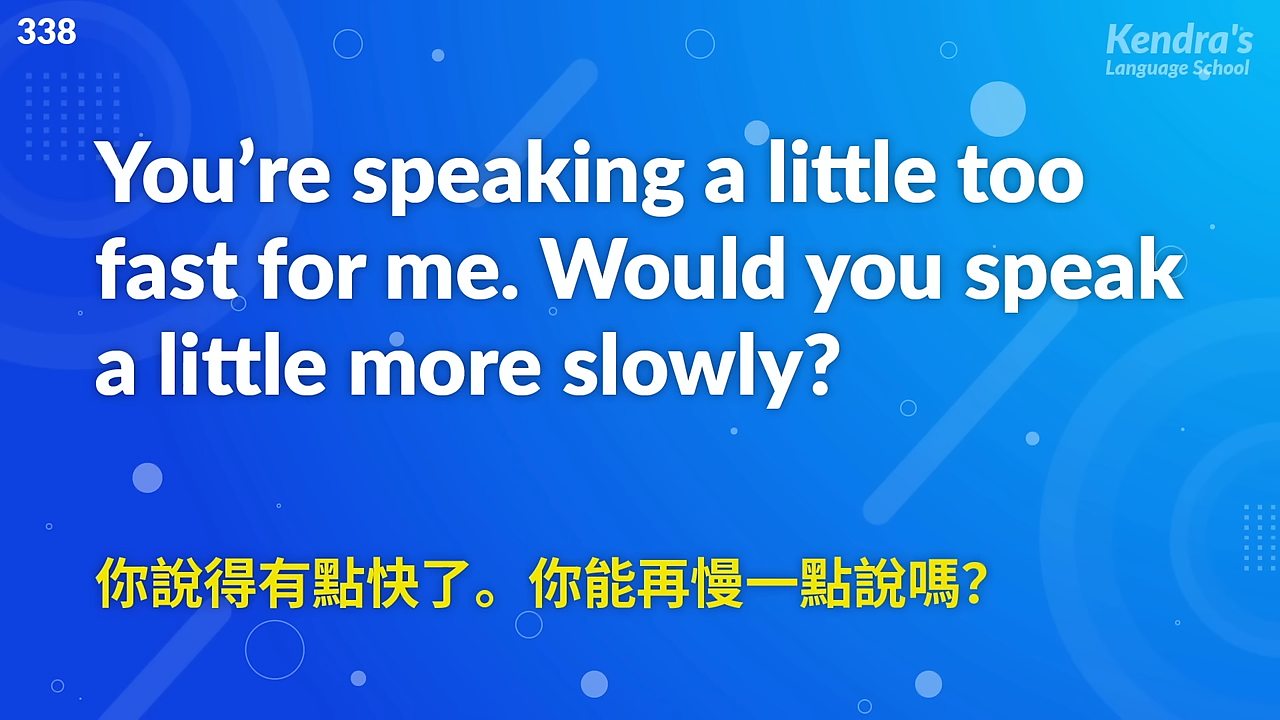 338
Kendra's
Language School
You’re speaking a little too
fast for me. Would you speak
a little more slowly?
你說得有點快了。你能再慢一點說嗎？